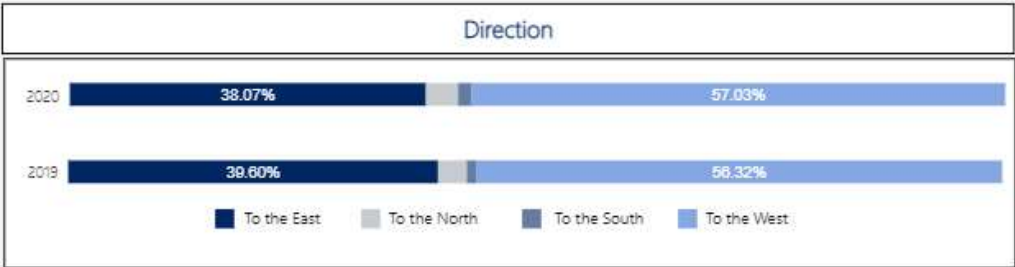 Direction
2020 38.07% 57.03%
2019 39.60% 56.32%
To the East To the North To the South To the West